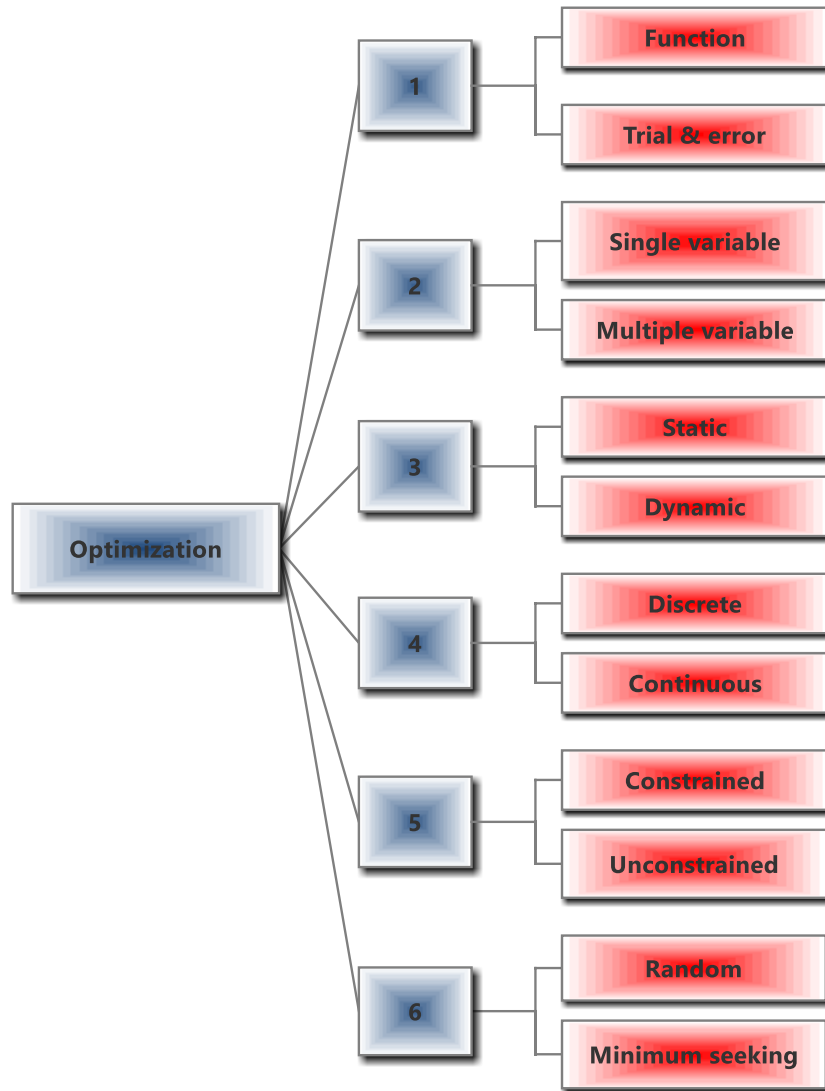 Function
1
Trial & error
Single variable
2
Multiple variable
Static
3
Dynamic
Optimization
Discrete
4
Continuous
Constrained
5
Unconstrained
Random
6
Minimum seeking